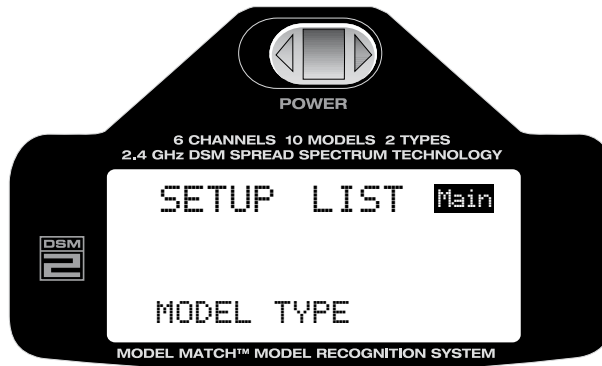 POWER
6 CHANNELS 10 MODELS 2 TYPES
2.4 GHz DSM SPREAD SPECTRUM TECHNOLOGY
SETUP LIST Main
DSM
2
MODEL TYPE
MODEL MATCH™ MODEL RECOGNITION SYSTEM